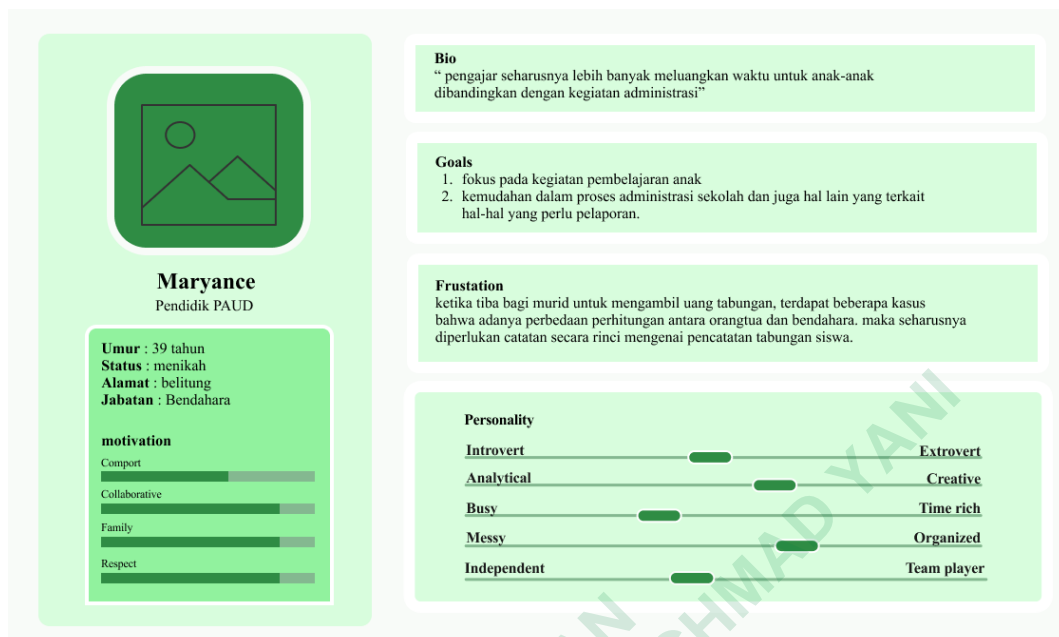 Maryance
Pendidik PAUD
Umur : 39 tahun
Status : menikah
Alamat : belitung
Jabatan : Bendahara
motivation
Comport
Collaborative
Family
Respect
Bio
“ pengajar seharusnya lebih banyak meluangkan waktu untuk anak-anak
dibandingkan dengan kegiatan administrasi”
Goals
1. fokus pada kegiatan pembelajaran anak
2. kemudahan dalam proses administrasi sekolah dan juga hal lain yang terkait
hal-hal yang perlu pelaporan.
Frustation
ketika tiba bagi murid untuk mengambil uang tabungan, terdapat beberapa kasus
bahwa adanya perbedaan perhitungan antara orangtua dan bendahara. maka seharusnya
diperlukan catatan secara rinci mengenai pencatatan tabungan siswa.
Personality
Introvert Extrovert
Analytical Creative
Busy Time rich
Messy Organized
Independent Team player
YANI